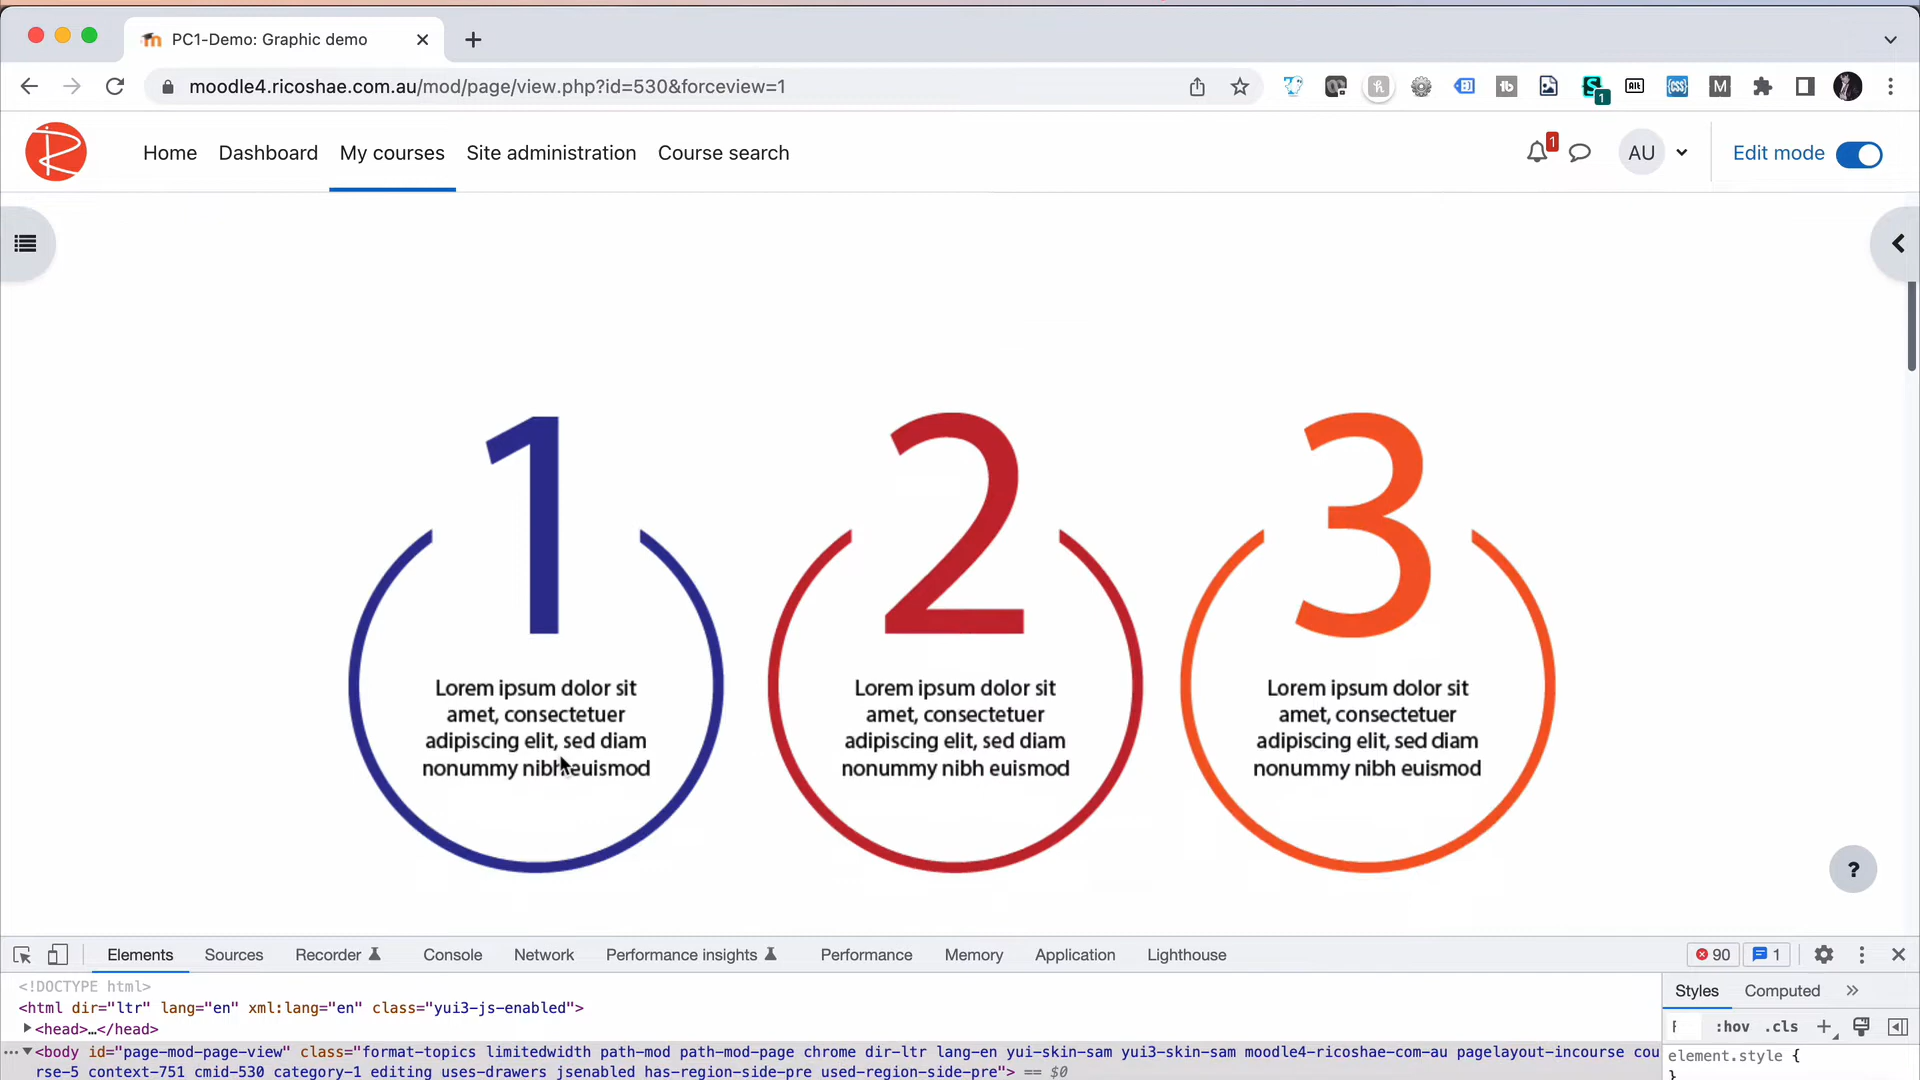 PC1-Demo: Graphic demo
moodle4.ricoshae.com.au/mod/page/view.php?id=530&forceview=1
1
Home Dashboard My courses Site administration Course search
1
AU
Edit mode
1 2 3
Lorem ipsum dolor sit
amet, consectetuer
adipiscing elit, sed diam
nonummy nibh euismod
Lorem ipsum dolor sit
amet, consectetuer
adipiscing elit, sed diam
nonummy nibh euismod
Lorem ipsum dolor sit
amet, consectetuer
adipiscing elit, sed diam
nonummy nibh euismod
?
Elements Sources Recorder Console Network Performance insights Performance Memory Application Lighthouse
90 1
<!DOCTYPE html>
<html dir="ltr" lang="en" xml:lang="en" class="yui3-js-enabled">
<head>…</head>
<body id="page-mod-page-view" class="format-topics limitedwidth path-mod path-mod-page chrome dir-ltr lang-en yui-skin-sam yui3-skin-sam moodle4-ricoshae-com-au pagelayout-incourse cou
rse-5 context-751 cmid-530 category-1 editing uses-drawers jsenabled has-region-side-pre used-region-side-pre"> == $0
Styles Computed
:hov .cls
element.style {
}